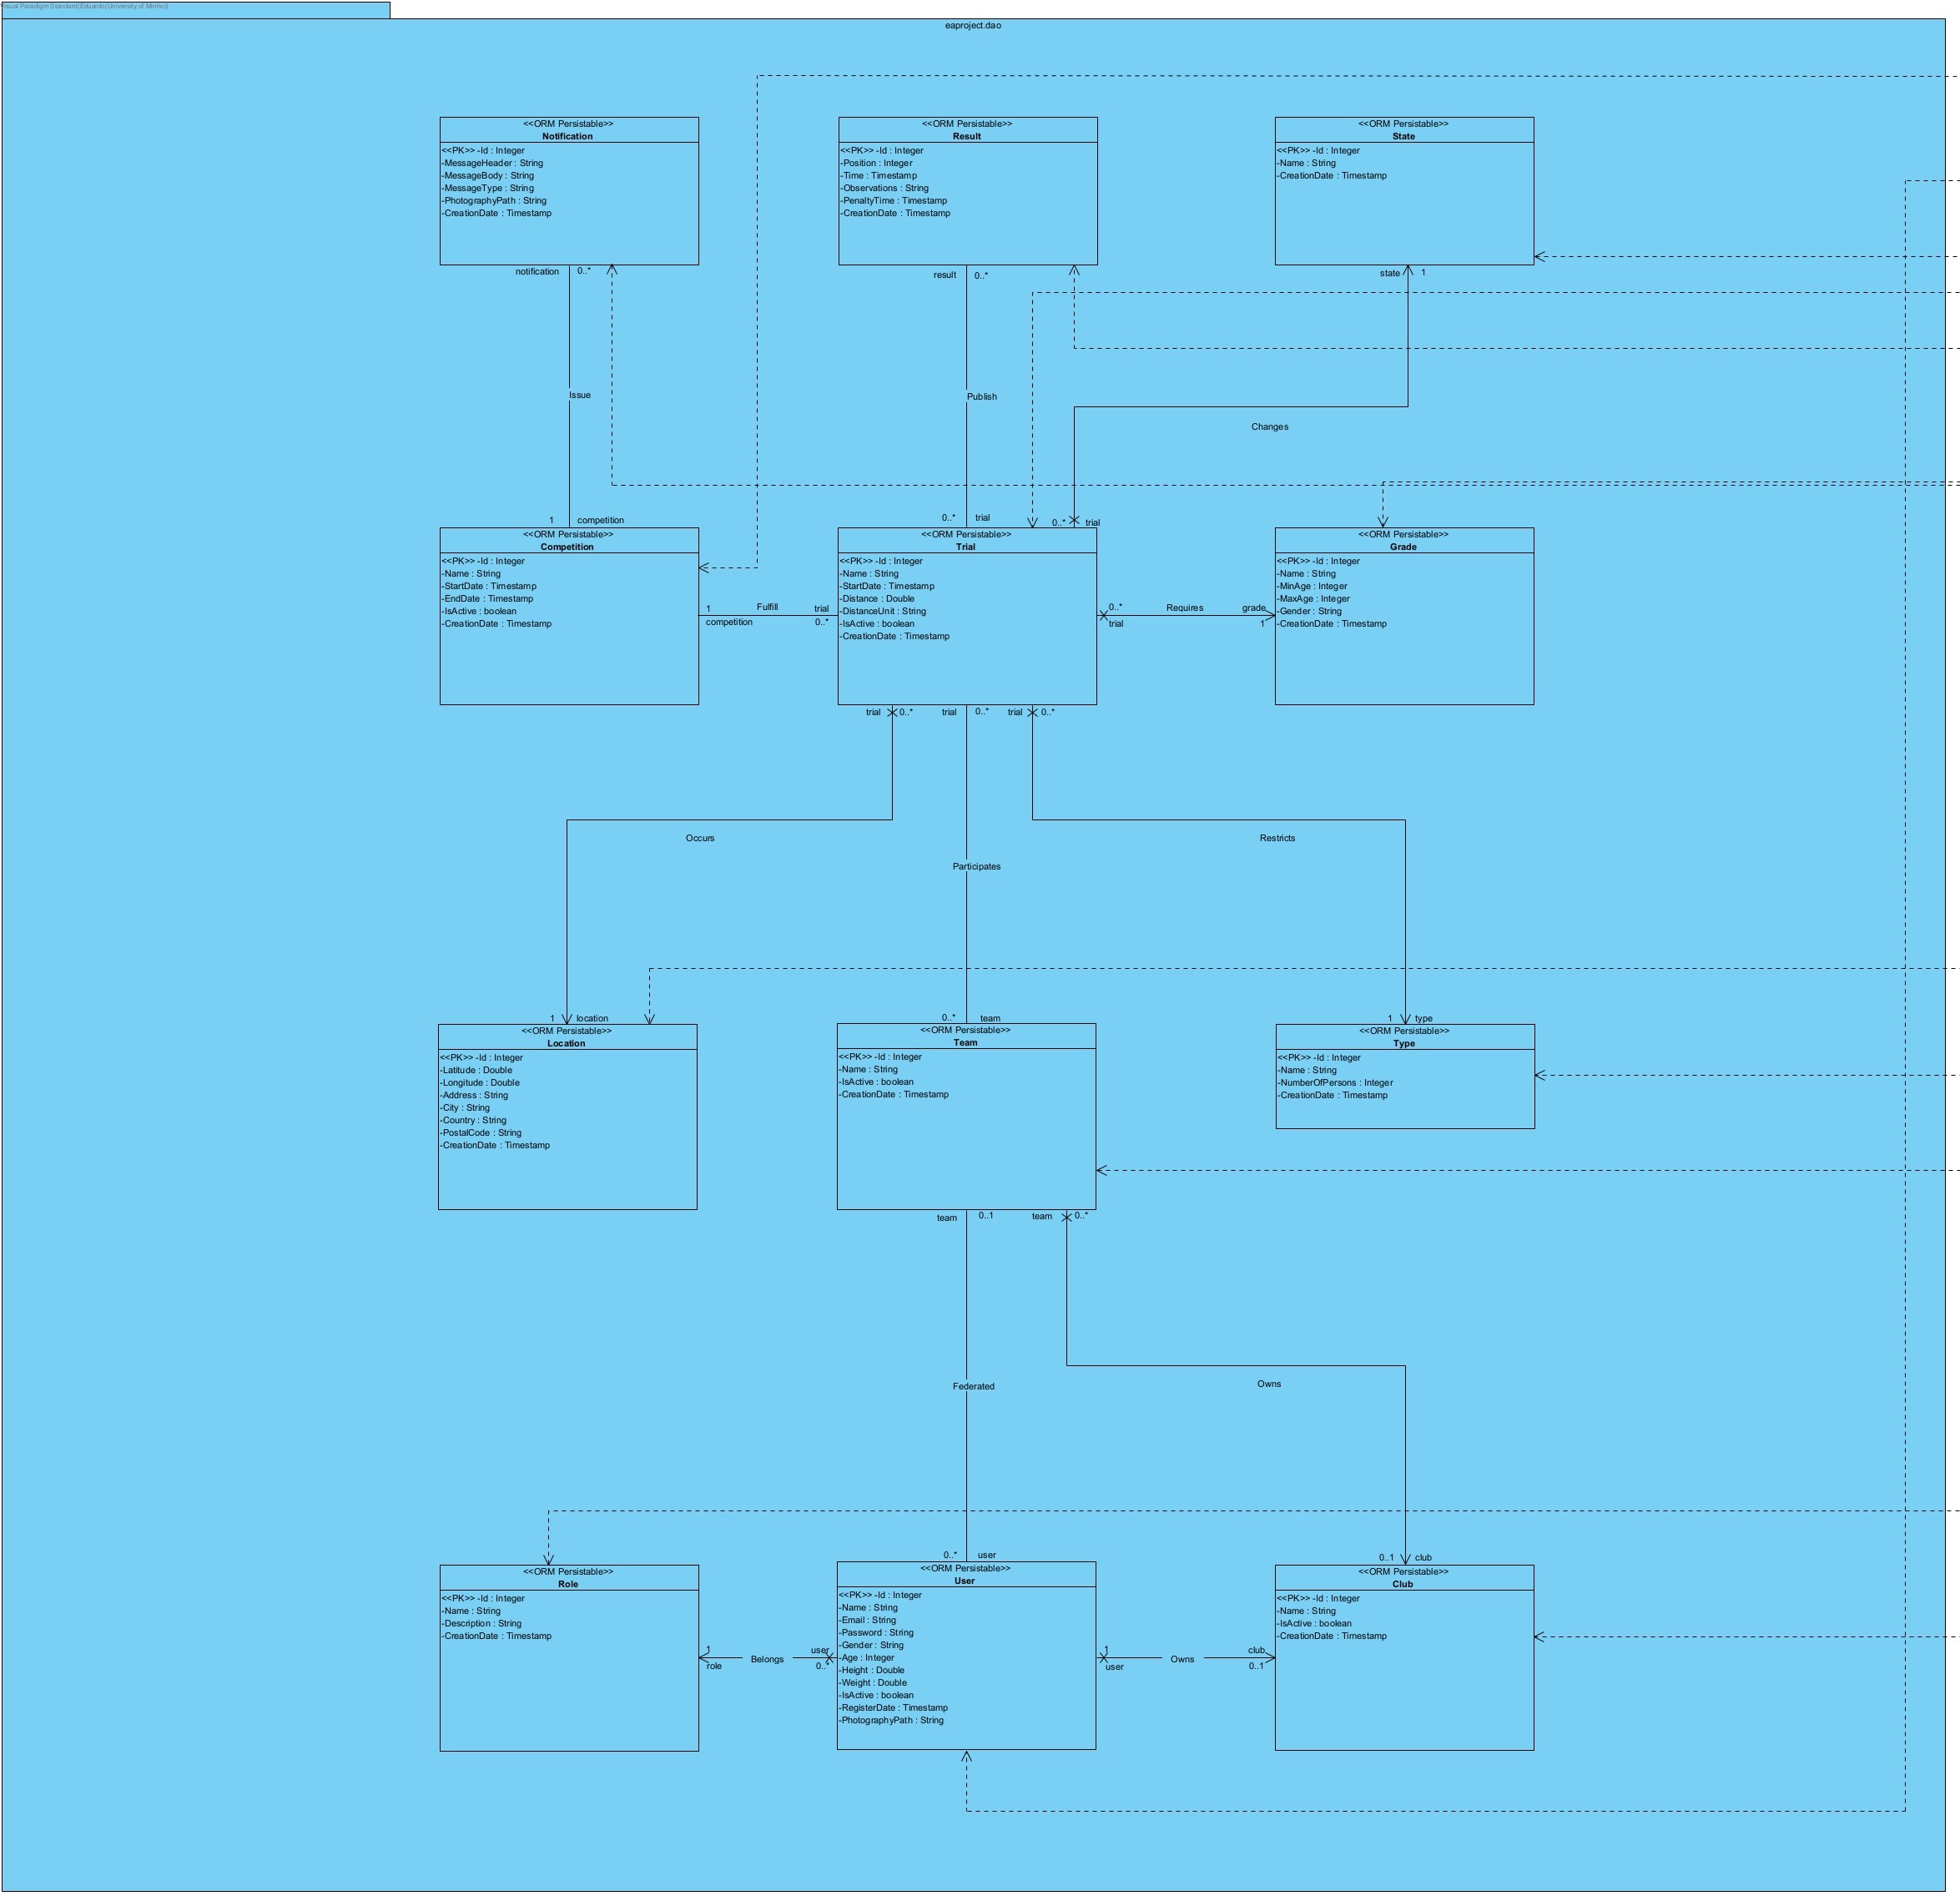 Visual Paradigm Standard(Eduardo(University of Minho))
eaproject.dao
<<ORM Persistable>>
Notification
<<PK>> -Id : Integer
-MessageHeader : String
-MessageBody : String
-MessageType : String
-PhotographyPath : String
-CreationDate : Timestamp
<<ORM Persistable>>
Result
<<PK>> -Id : Integer
-Position : Integer
-Time : Timestamp
-Observations : String
-PenaltyTime : Timestamp
-CreationDate : Timestamp
<<ORM Persistable>>
State
<<PK>> -Id : Integer
-Name : String
-CreationDate : Timestamp
notification 0..*
result 0..*
state 1
Issue
Publish
Changes
1 competition
0..* trial
0..* trial
<<ORM Persistable>>
Competition
<<PK>> -Id : Integer
-Name : String
-StartDate : Timestamp
-EndDate : Timestamp
-IsActive : boolean
-CreationDate : Timestamp
1 Fulfill trial
competition 0..*
<<ORM Persistable>>
Trial
<<PK>> -Id : Integer
-Name : String
-StartDate : Timestamp
-Distance : Double
-DistanceUnit : String
-IsActive : boolean
-CreationDate : Timestamp
0..* Requires grade
trial 1
<<ORM Persistable>>
Grade
<<PK>> -Id : Integer
-Name : String
-MinAge : Integer
-MaxAge : Integer
-Gender : String
-CreationDate : Timestamp
trial 0..*
trial 0..*
trial 0..*
Occurs
Participates
Restricts
1 location
0..* team
1 type
<<ORM Persistable>>
Location
<<PK>> -Id : Integer
-Latitude : Double
-Longitude : Double
-Address : String
-City : String
-Country : String
-PostalCode : String
-CreationDate : Timestamp
<<ORM Persistable>>
Team
<<PK>> -Id : Integer
-Name : String
-IsActive : boolean
-CreationDate : Timestamp
<<ORM Persistable>>
Type
<<PK>> -Id : Integer
-Name : String
-NumberOfPersons : Integer
-CreationDate : Timestamp
team 0..1
team 0..*
Federated
Owns
0..* user
0..1 club
<<ORM Persistable>>
Role
<<PK>> -Id : Integer
-Name : String
-Description : String
-CreationDate : Timestamp
1 Belongs user
role 0..*
<<ORM Persistable>>
User
<<PK>> -Id : Integer
-Name : String
-Email : String
-Password : String
-Gender : String
-Age : Integer
-Height : Double
-Weight : Double
-IsActive : boolean
-RegisterDate : Timestamp
-PhotographyPath : String
1 Owns club
user 0..1
<<ORM Persistable>>
Club
<<PK>> -Id : Integer
-Name : String
-IsActive : boolean
-CreationDate : Timestamp